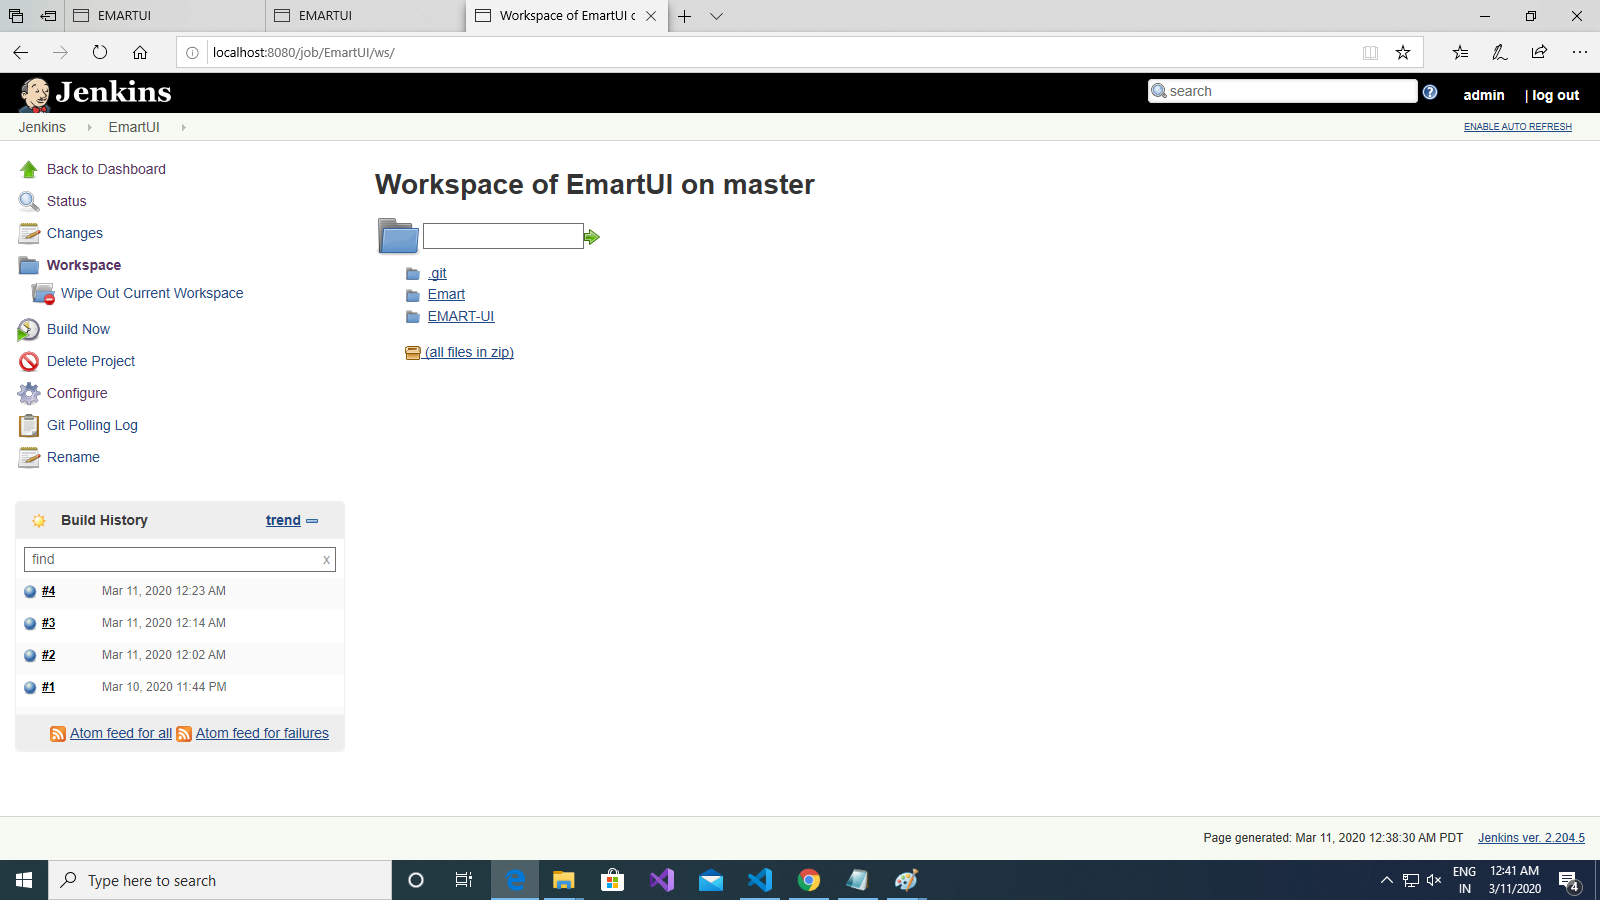 EMARTUI
EMARTUI
Workspace of EmartUI
localhost:8080/job/EmartUI/ws/
Jenkins
search
admin
| log out
Jenkins
EmartUI
ENABLE AUTO REFRESH
Back to Dashboard
Status
Changes
Workspace
Wipe Out Current Workspace
Build Now
Delete Project
Configure
Git Polling Log
Rename
Workspace of EmartUI on master
.git
Emart
EMART-UI
(all files in zip)
Build History
trend
find
x
#4 Mar 11, 2020 12:23 AM
#3 Mar 11, 2020 12:14 AM
#2 Mar 11, 2020 12:02 AM
#1 Mar 10, 2020 11:44 PM
Atom feed for all Atom feed for failures
Page generated: Mar 11, 2020 12:38:30 AM PDT Jenkins ver. 2.204.5
Type here to search
ENG
IN
12:41 AM
3/11/2020
4